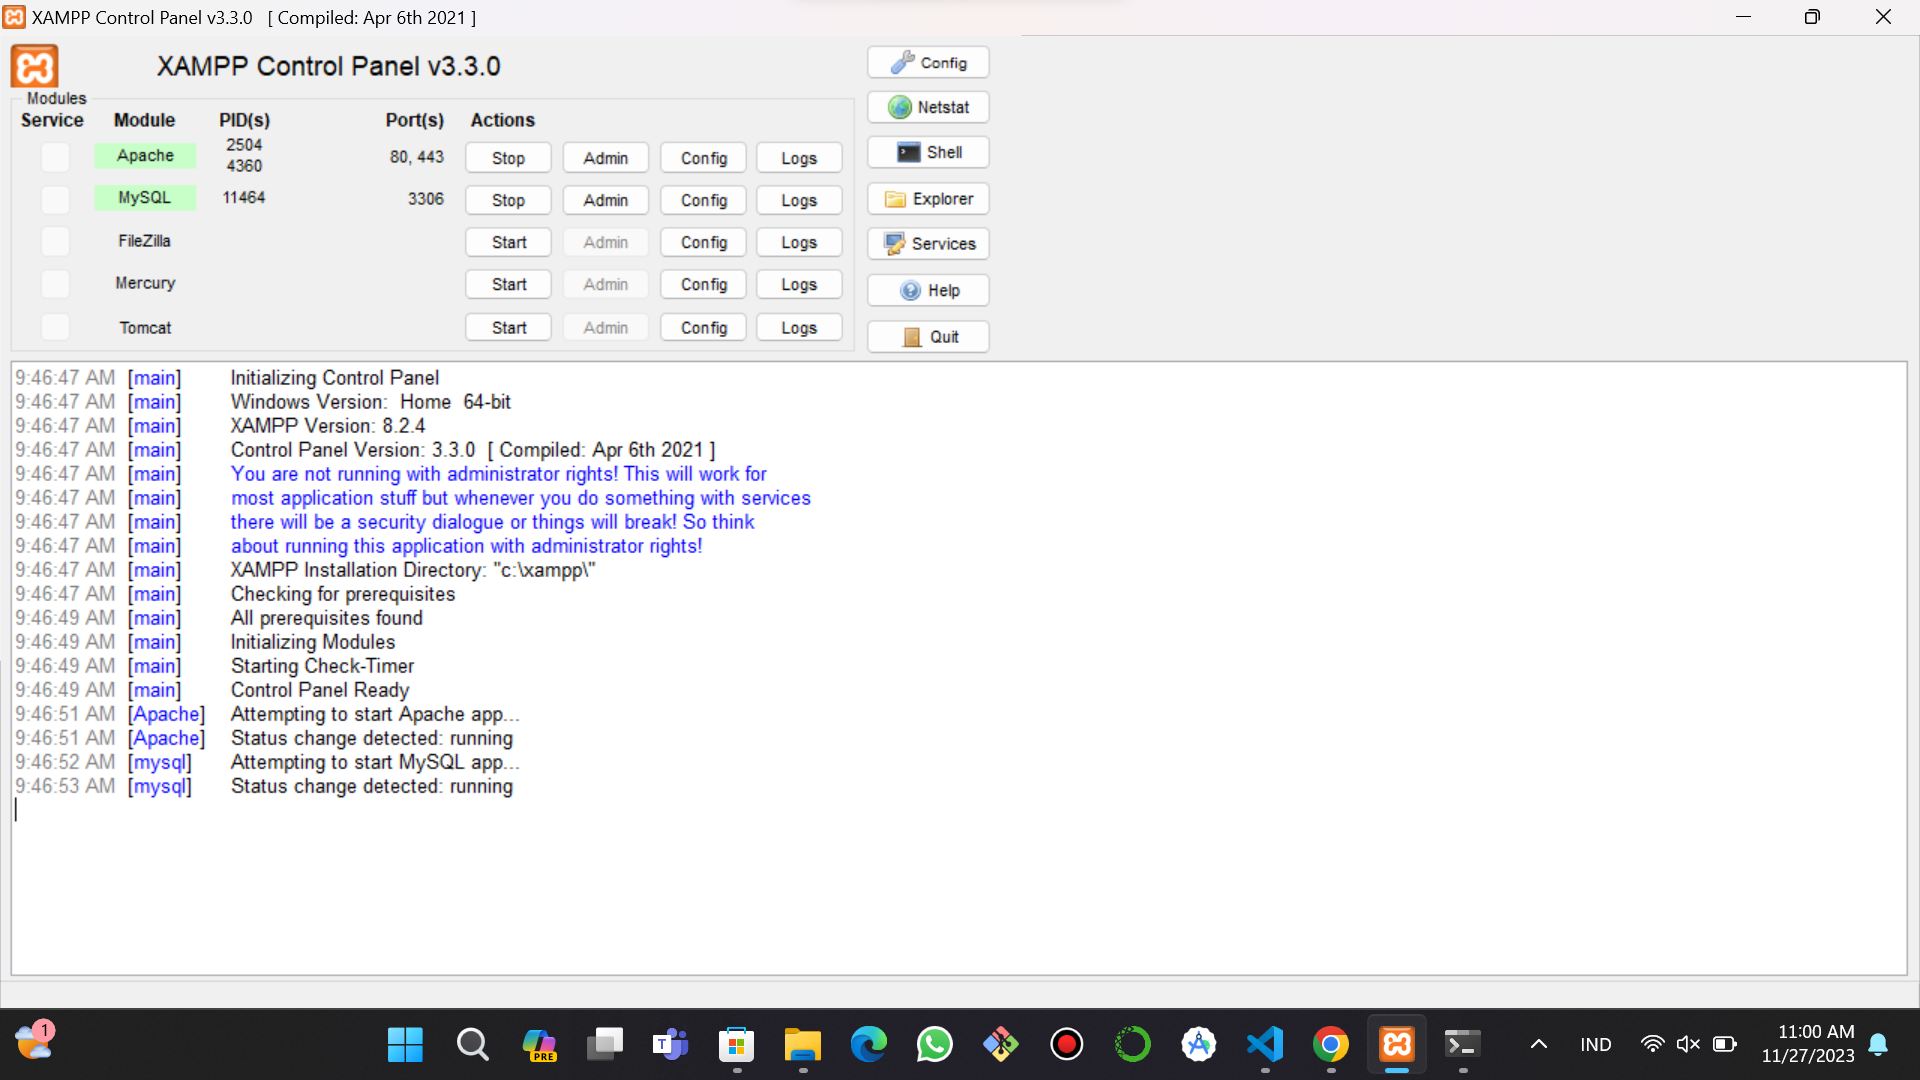 XAMPP Control Panel v3.3.0 [ Compiled: Apr 6th 2021 ]
XAMPP Control Panel v3.3.0
Config
Modules
Service Module PID(s) Port(s) Actions
Netstat
Apache 2504 4360 80, 443 Stop Admin Config Logs
Shell
MySQL 11464 3306 Stop Admin Config Logs
Explorer
FileZilla Start Admin Config Logs
Services
Mercury Start Admin Config Logs
Help
Tomcat Start Admin Config Logs
Quit
9:46:47 AM [main] Initializing Control Panel
9:46:47 AM [main] Windows Version: Home 64-bit
9:46:47 AM [main] XAMPP Version: 8.2.4
9:46:47 AM [main] Control Panel Version: 3.3.0 [ Compiled: Apr 6th 2021 ]
9:46:47 AM [main] You are not running with administrator rights! This will work for
9:46:47 AM [main] most application stuff but whenever you do something with services
9:46:47 AM [main] there will be a security dialogue or things will break! So think
9:46:47 AM [main] about running this application with administrator rights!
9:46:47 AM [main] XAMPP Installation Directory: "c:\xampp\"
9:46:47 AM [main] Checking for prerequisites
9:46:49 AM [main] All prerequisites found
9:46:49 AM [main] Initializing Modules
9:46:49 AM [main] Starting Check-Timer
9:46:49 AM [main] Control Panel Ready
9:46:51 AM [Apache] Attempting to start Apache app...
9:46:51 AM [Apache] Status change detected: running
9:46:52 AM [mysql] Attempting to start MySQL app...
9:46:53 AM [mysql] Status change detected: running
1
PRE
T
IND
11:00 AM
11/27/2023